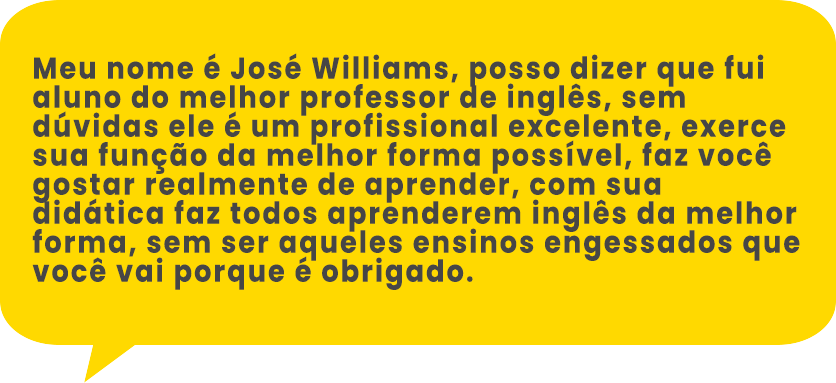 Meu nome é José Williams, posso dizer que fui
aluno do melhor professor de inglês, sem
dúvidas ele é um profissional excelente, exerce
sua função da melhor forma possível, faz você
gostar realmente de aprender, com sua
didática faz todos aprenderem inglês da melhor
forma, sem ser aqueles ensinos engessados que
você vai porque é obrigado.